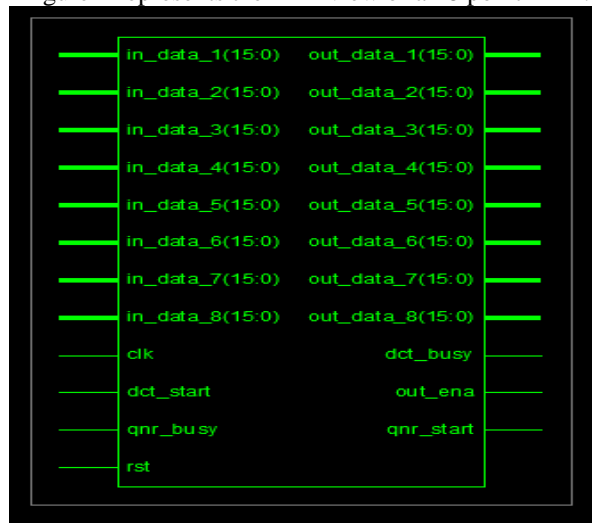 in_data_1(15:0) out_data_1(15:0)
in_data_2(15:0) out_data_2(15:0)
in_data_3(15:0) out_data_3(15:0)
in_data_4(15:0) out_data_4(15:0)
in_data_5(15:0) out_data_5(15:0)
in_data_6(15:0) out_data_6(15:0)
in_data_7(15:0) out_data_7(15:0)
in_data_8(15:0) out_data_8(15:0)
clk dct_busy
dct_start out_ena
qnr_busy qnr_start
rst